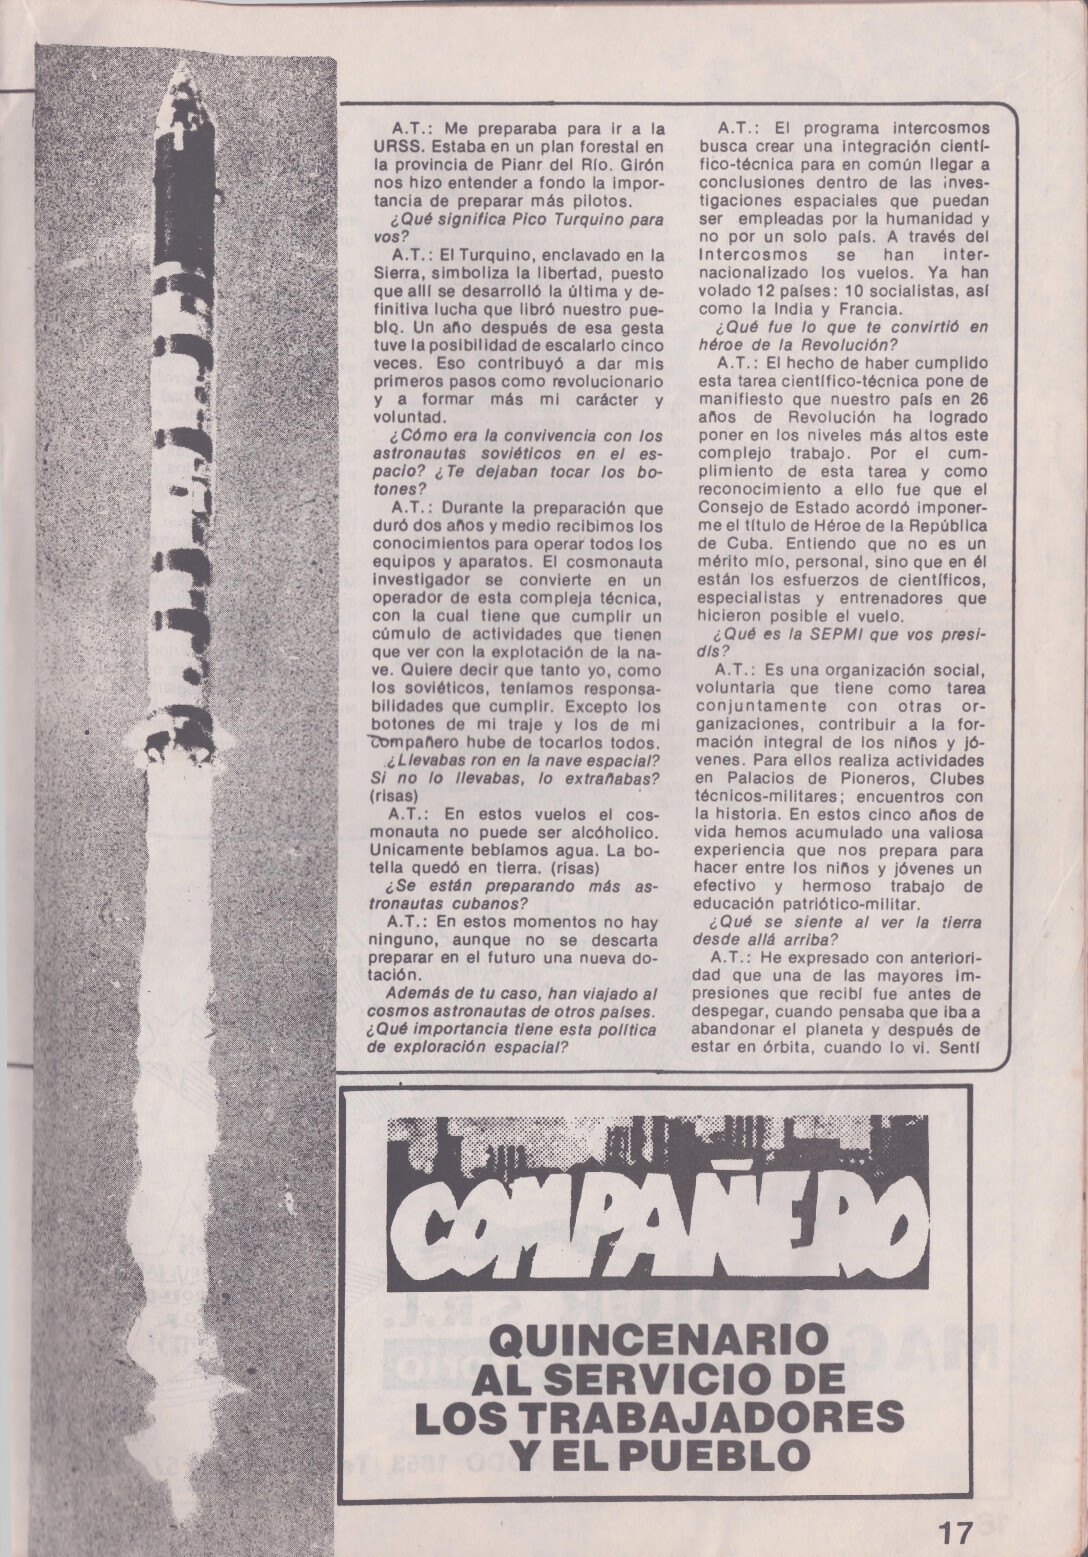 A.T.: Me preparaba para ir a la
URSS. Estaba en un plan forestal en
la provincia de Pianr del Río. Girón
nos hizo entender a fondo la impor-
tancia de preparar más pilotos.
¿Qué significa Pico Turquino para
vos?
A.T.: El Turquino, enclavado en la
Sierra, simboliza la libertad, puesto
que allí se desarrolló la última y de-
finitiva lucha que libró nuestro pue-
blo. Un año después de esa gesta
tuve la posibilidad de escalarlo cinco
veces. Eso contribuyó a dar mis
primeros pasos como revolucionario
y a formar más mi carácter y
voluntad.
¿Cómo era la convivencia con los
astronautas soviéticos en el es-
pacio? ¿Te dejaban tocar los bo-
tones?
A.T.: Durante la preparación que
duró dos años y medio recibimos los
conocimientos para operar todos los
equipos y aparatos. El cosmonauta
investigador se convierte en un
operador de esta compleja técnica,
con la cual tiene que cumplir un
cúmulo de actividades que tienen
que ver con la explotación de la na-
ve. Quiere decir que tanto yo, como
los soviéticos, teníamos responsa-
bilidades que cumplir. Excepto los
botones de mi traje y los de mi
compañero hube de tocarlos todos.
¿Llevabas ron en la nave espacial?
Si no lo llevabas, lo extrañabas?
(risas)
A.T.: En estos vuelos el cos-
monauta no puede ser alcóholico.
Unicamente bebíamos agua. La bo-
tella quedó en tierra. (risas)
¿Se están preparando más as-
tronautas cubanos?
A.T.: En estos momentos no hay
ninguno, aunque no se descarta
preparar en el futuro una nueva do-
tación.
Además de tu caso, han viajado al
cosmos astronautas de otros países.
¿Qué importancia tiene esta política
de exploración espacial?
A.T.: El programa intercosmos
busca crear una integración cientí-
fico-técnica para en común llegar a
conclusiones dentro de las inves-
tigaciones espaciales que puedan
ser empleadas por la humanidad y
no por un solo país. A través del
Intercosmos se han inter-
nacionalizado los vuelos. Ya han
volado 12 países: 10 socialistas, así
como la India y Francia.
¿Qué fue lo que te convirtió en
héroe de la Revolución?
A.T.: El hecho de haber cumplido
esta tarea científico-técnica pone de
manifiesto que nuestro país en 26
años de Revolución ha logrado
poner en los niveles más altos este
complejo trabajo. Por el cum-
plimiento de esta tarea y como
reconocimiento a ello fue que el
Consejo de Estado acordó imponer-
me el título de Héroe de la República
de Cuba. Entiendo que no es un
mérito mío, personal, sino que en él
están los esfuerzos de científicos,
especialistas y entrenadores que
hicieron posible el vuelo.
¿Qué es la SEPMI que vos presi-
dís?
A.T.: Es una organización social,
voluntaria que tiene como tarea
conjuntamente con otras or-
ganizaciones, contribuir a la for-
mación integral de los niños y jó-
venes. Para ellos realiza actividades
en Palacios de Pioneros, Clubes
técnicos-militares; encuentros con
la historia. En estos cinco años de
vida hemos acumulado una valiosa
experiencia que nos prepara para
hacer entre los niños y jóvenes un
efectivo y hermoso trabajo de
educación patriótico-militar.
¿Qué se siente al ver la tierra
desde allá arriba?
A.T.: He expresado con anteriori-
dad que una de las mayores im-
presiones que recibí fue antes de
despegar, cuando pensaba que iba a
abandonar el planeta y después de
estar en órbita, cuando lo vi. Sentí
COMPAÑERO
QUINCENARIO
AL SERVICIO DE
LOS TRABAJADORES
Y EL PUEBLO
17